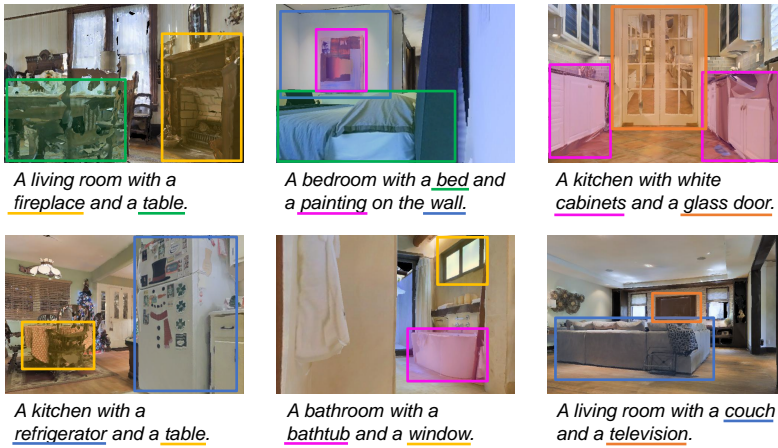 A living room with a
fireplace and a table.
A bedroom with a bed and
a painting on the wall.
A kitchen with white
cabinets and a glass door.
A kitchen with a
refrigerator and a table.
A bathroom with a
bathtub and a window.
A living room with a couch
and a television.